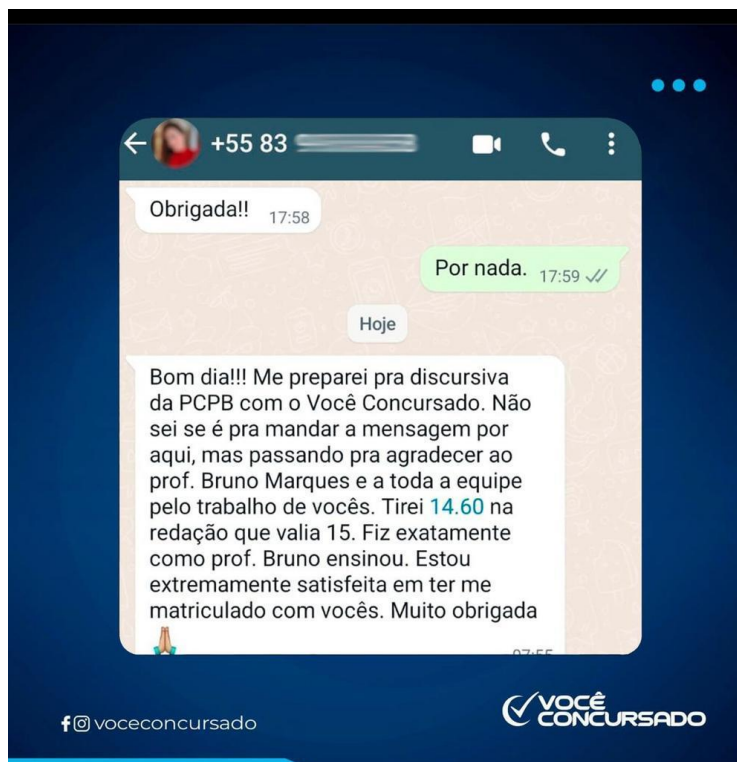 +55 83
Obrigada!! 17:58
Por nada. 17:59
Hoje
Bom dia!!! Me preparei pra discursiva
da PCPB com o Você Concursado. Não
sei se é pra mandar a mensagem por
aqui, mas passando pra agradecer ao
prof. Bruno Marques e a toda a equipe
pelo trabalho de vocês. Tirei 14.60 na
redação que valia 15. Fiz exatamente
como prof. Bruno ensinou. Estou
extremamente satisfeita em ter me
matriculado com vocês. Muito obrigada
voceconcursado
VOCÊ
CONCURSADO